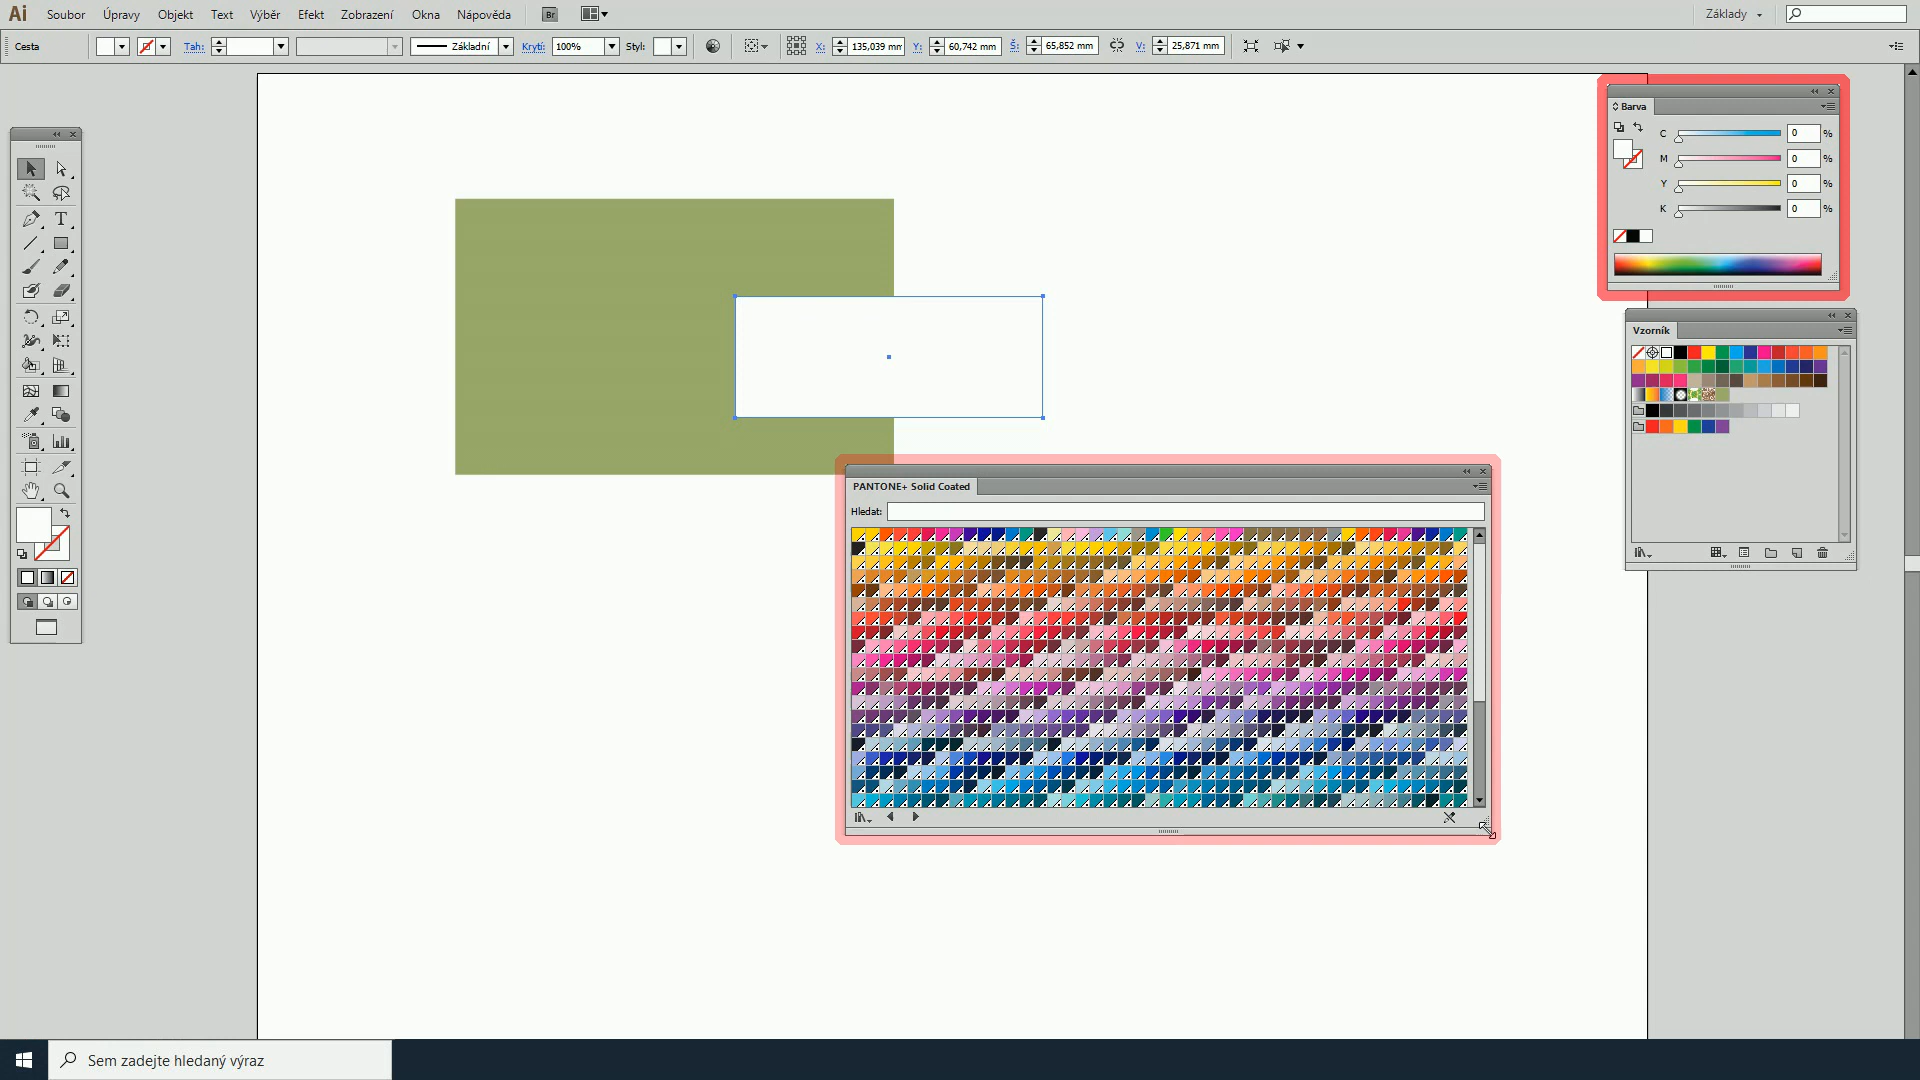 Ai Soubor Úpravy Objekt Text Výběr Efekt Zobrazení Okna Nápověda Br Základy
Cesta Tah: Základní Krytí: 100% Styl: X: 135,039 mm Y: 60,742 mm Š: 65,852 mm V: 25,871 mm
Barva
C 0 %
M 0 %
Y 0 %
K 0 %
Vzorník
PANTONE+ Solid Coated
Hledat:
Sem zadejte hledaný výraz